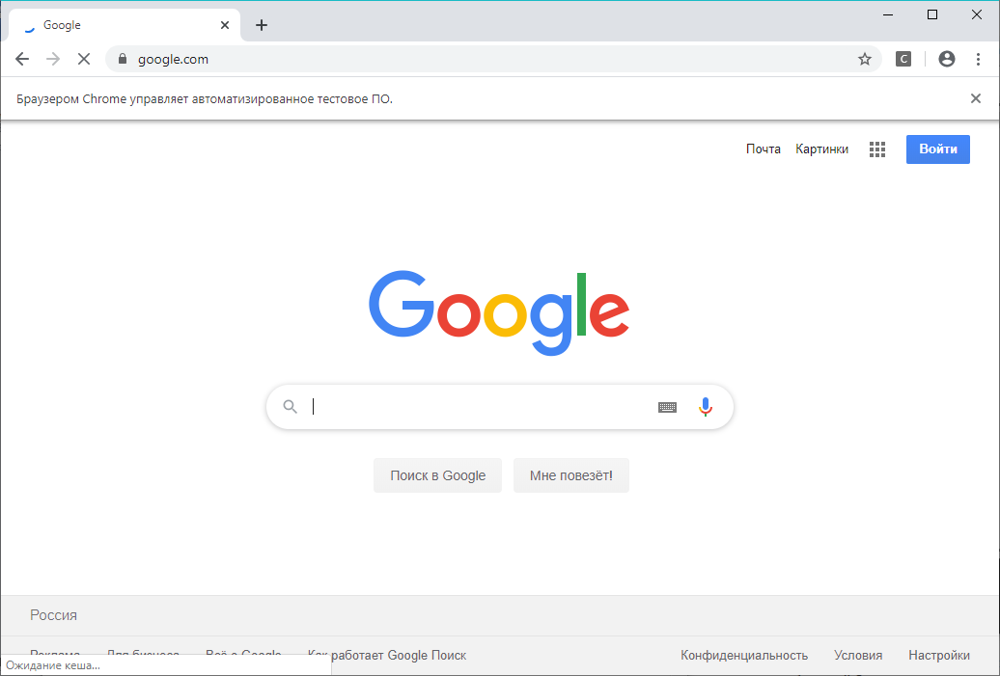 Google
google.com
C
Браузером Chrome управляет автоматизированное тестовое ПО.
Почта Картинки Войти
Google
Поиск в Google Мне повезёт!
Россия
Реклама Для бизнеса Всё о Google Как работает Google Поиск Конфиденциальность Условия Настройки
Ожидание кеша...